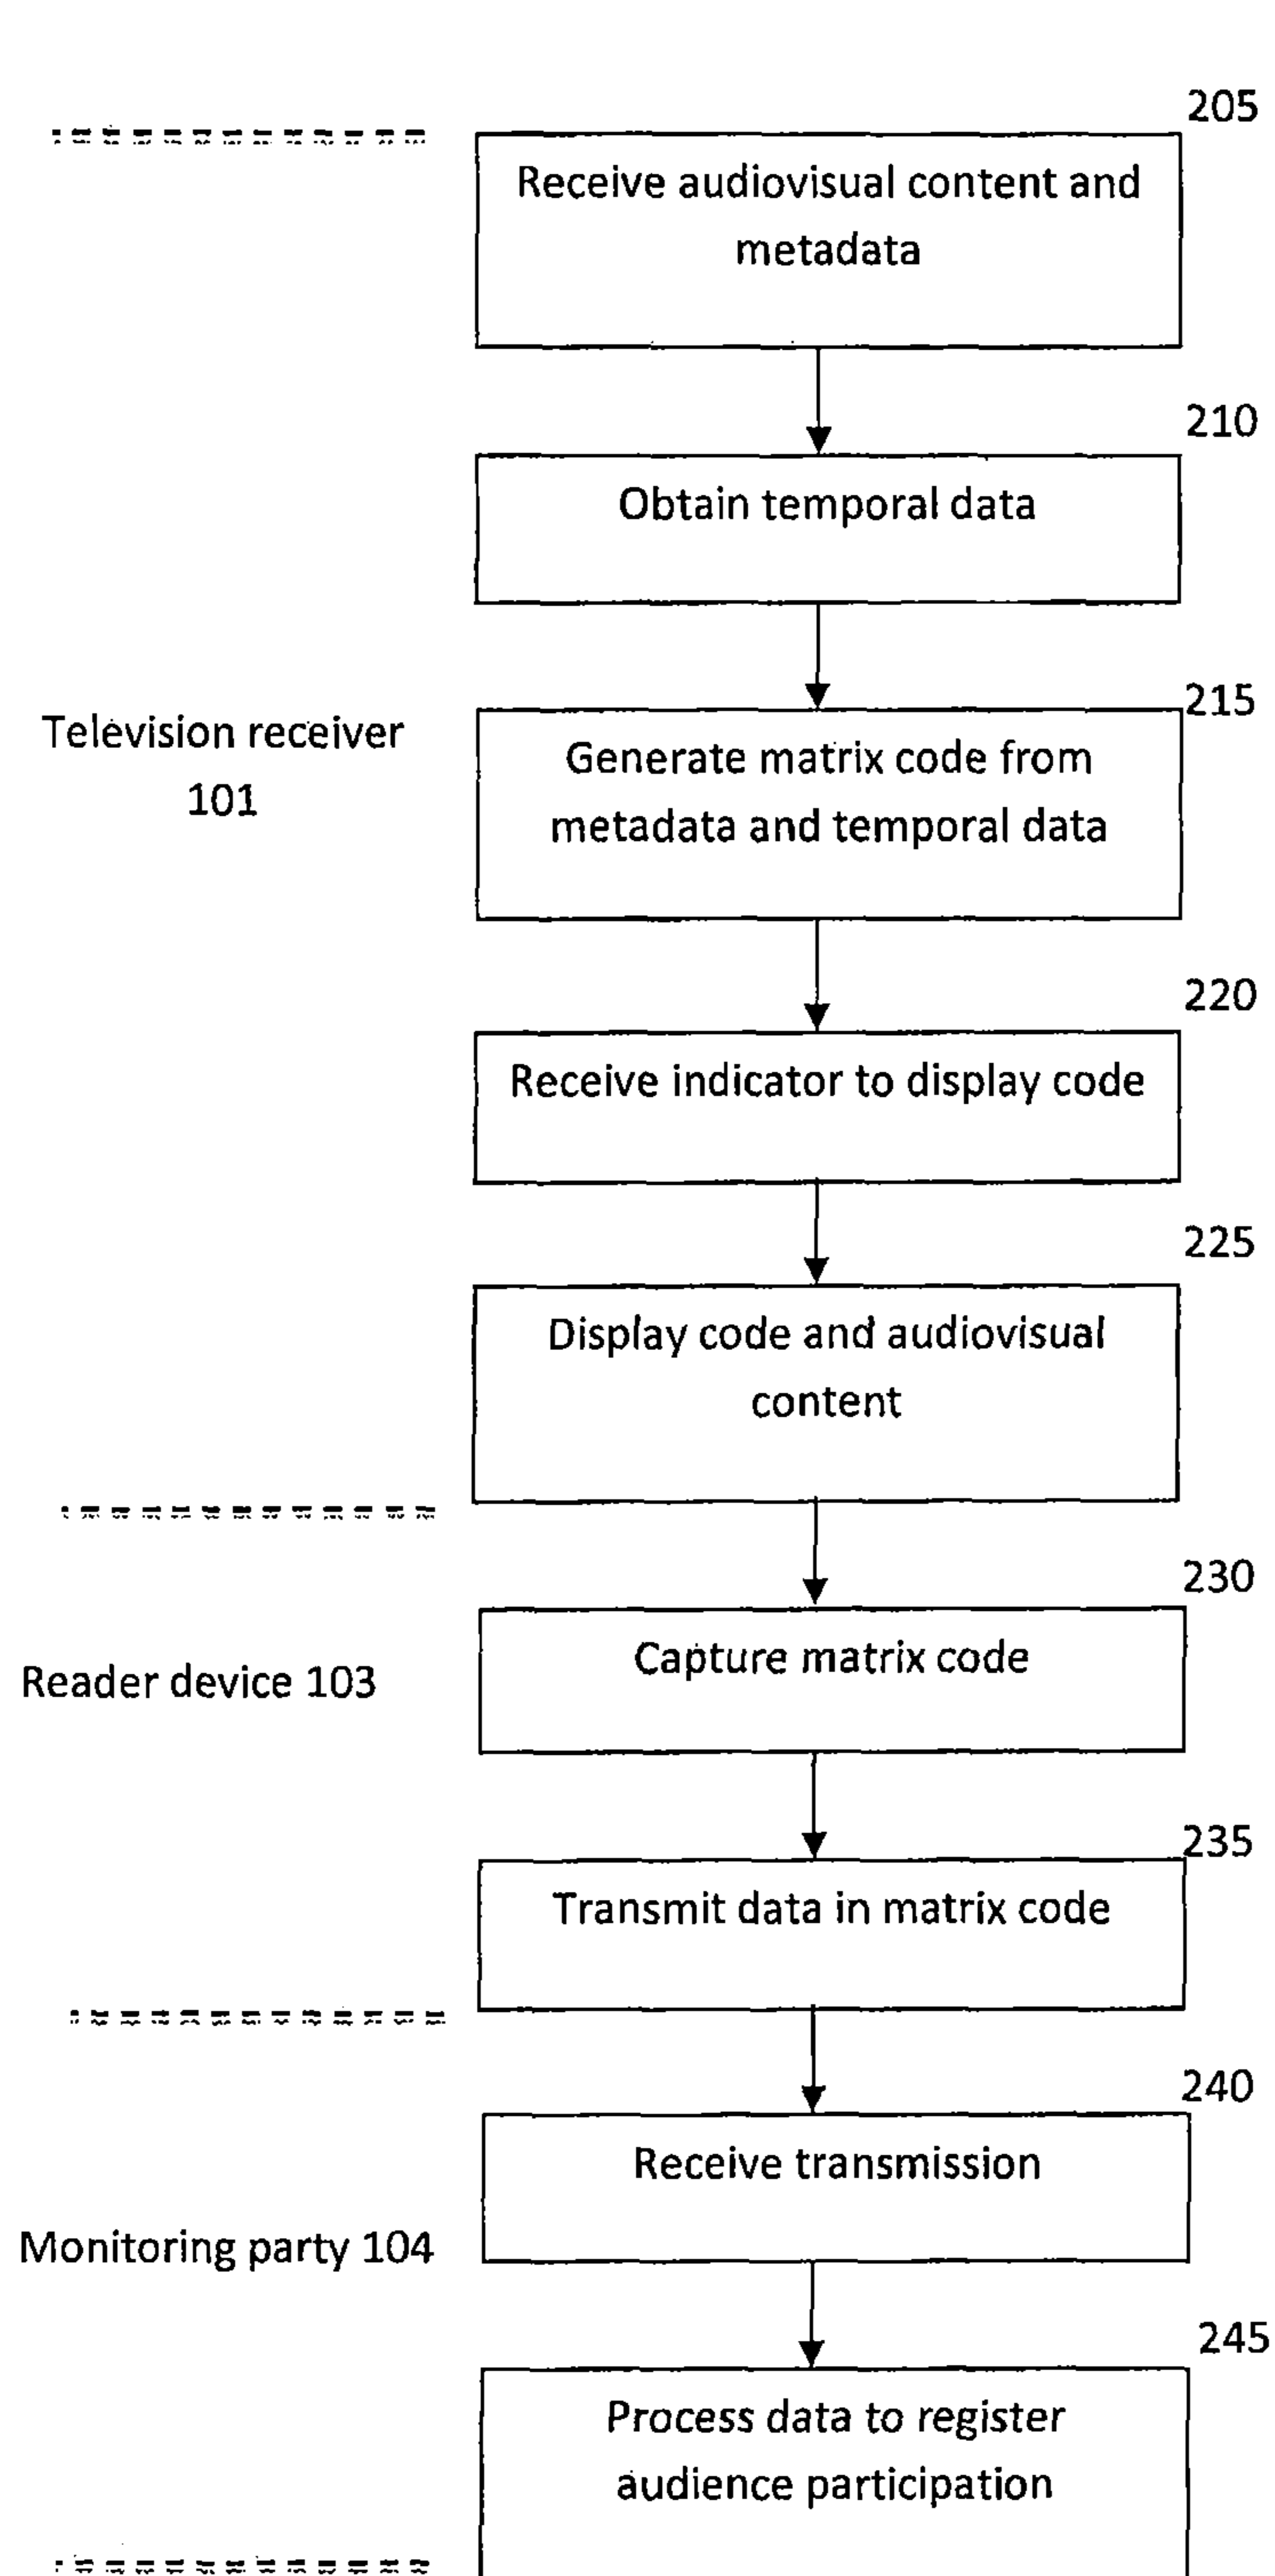 205
Receive audiovisual content and
metadata
210
Obtain temporal data
215
Television receiver
101
Generate matrix code from
metadata and temporal data
220
Receive indicator to display code
225
Display code and audiovisual
content
230
Reader device 103
Capture matrix code
235
Transmit data in matrix code
240
Receive transmission
Monitoring party 104
245
Process data to register
audience participation